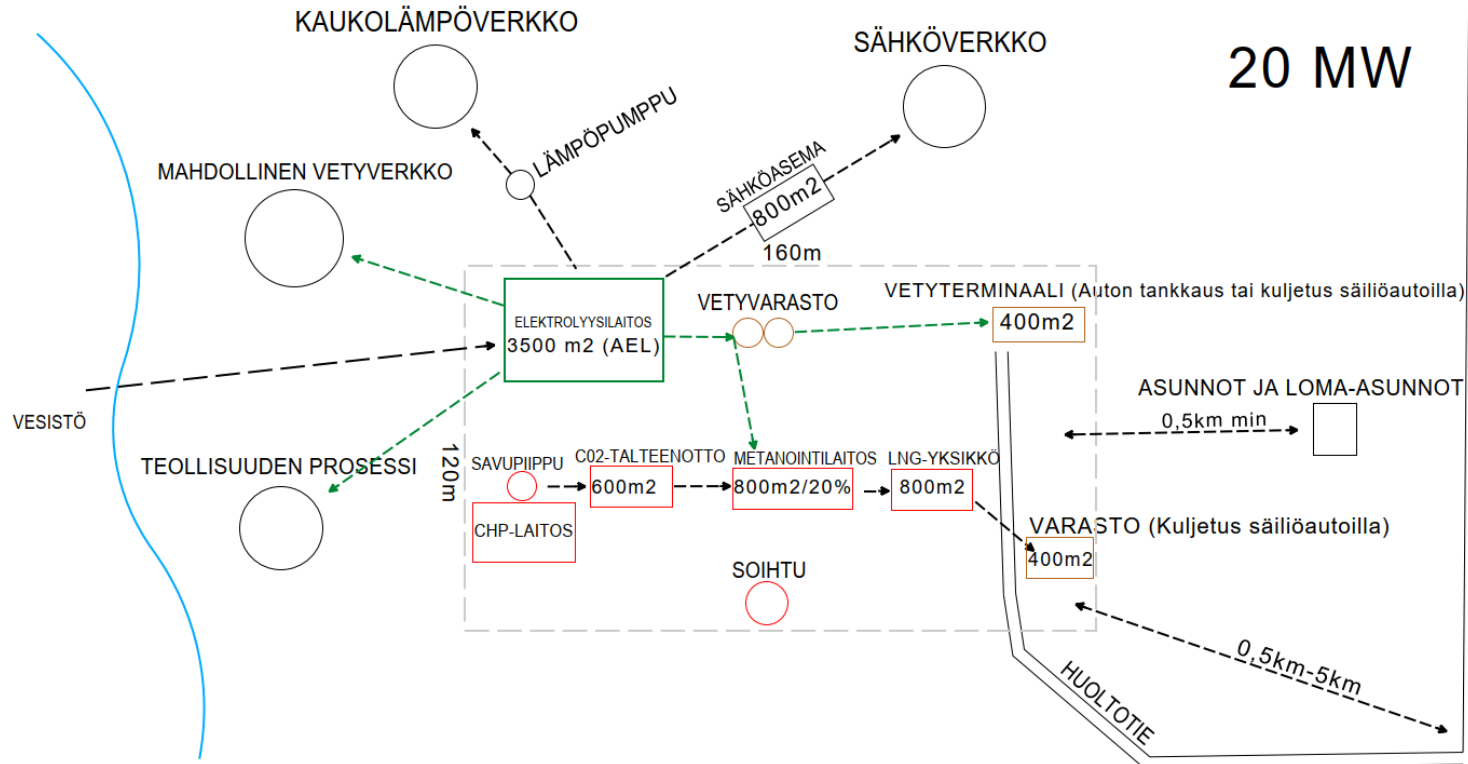 KAUKOLÄMPÖVERKKO
SÄHKÖVERKKO
20 MW
LÄMPÖPUMPPU
MAHDOLLINEN VETYVERKKO
SÄHKÖASEMA
800m2
160m
VETYVARASTO
VETYTERMINAALI (Auton tankkaus tai kuljetus säiliöautoilla)
400m2
ELEKTROLYYSILAITOS
3500 m2 (AEL)
ASUNNOT JA LOMA-ASUNNOT
0,5km min
VESISTÖ
TEOLLISUUDEN PROSESSI
120m
SAVUPIIPPU
C02-TALTEENOTTO
METANOINTILAITOS
LNG-YKSIKKÖ
600m2
800m2/20%
800m2
CHP-LAITOS
VARASTO (Kuljetus säiliöautoilla)
400m2
SOIHTU
0,5km-5km
HUOLTOTIE